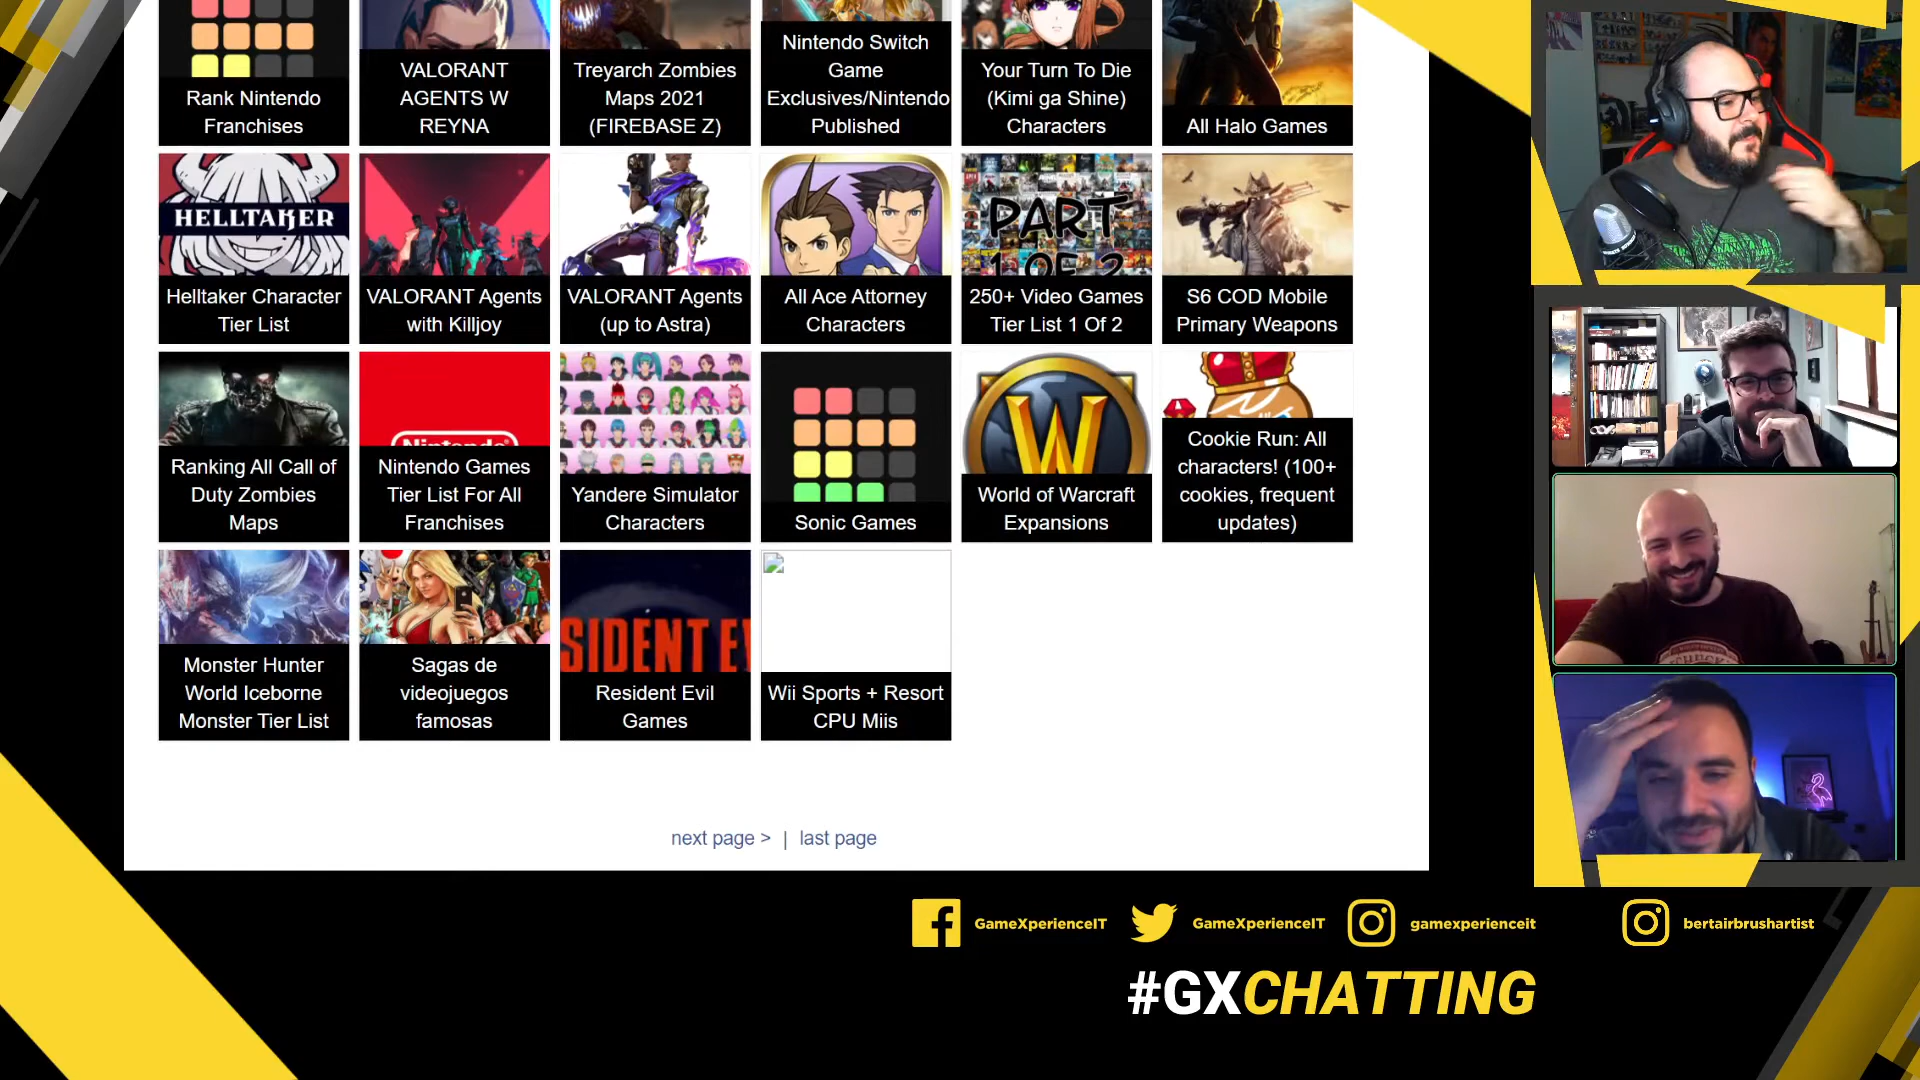 Rank Nintendo
Franchises
VALORANT
AGENTS W
REYNA
Treyarch Zombies
Maps 2021
(FIREBASE Z)
Nintendo Switch
Game
Exclusives/Nintendo
Published
Your Turn To Die
(Kimi ga Shine)
Characters
All Halo Games
HELLTAKER
Helltaker Character
Tier List
VALORANT Agents
with Killjoy
VALORANT Agents
(up to Astra)
All Ace Attorney
Characters
PART
1 OF 2
250+ Video Games
Tier List 1 Of 2
S6 COD Mobile
Primary Weapons
Ranking All Call of
Duty Zombies
Maps
Nintendo
Nintendo Games
Tier List For All
Franchises
Yandere Simulator
Characters
Sonic Games
W
World of Warcraft
Expansions
Cookie Run: All
characters! (100+
cookies, frequent
updates)
Monster Hunter
World Iceborne
Monster Tier List
Sagas de
videojuegos
famosas
SIDENT EV
Resident Evil
Games
Wii Sports + Resort
CPU Miis
next page > | last page
GameXperienceIT
GameXperienceIT
gamexperienceit
bertairbrushartist
#GXCHATTING